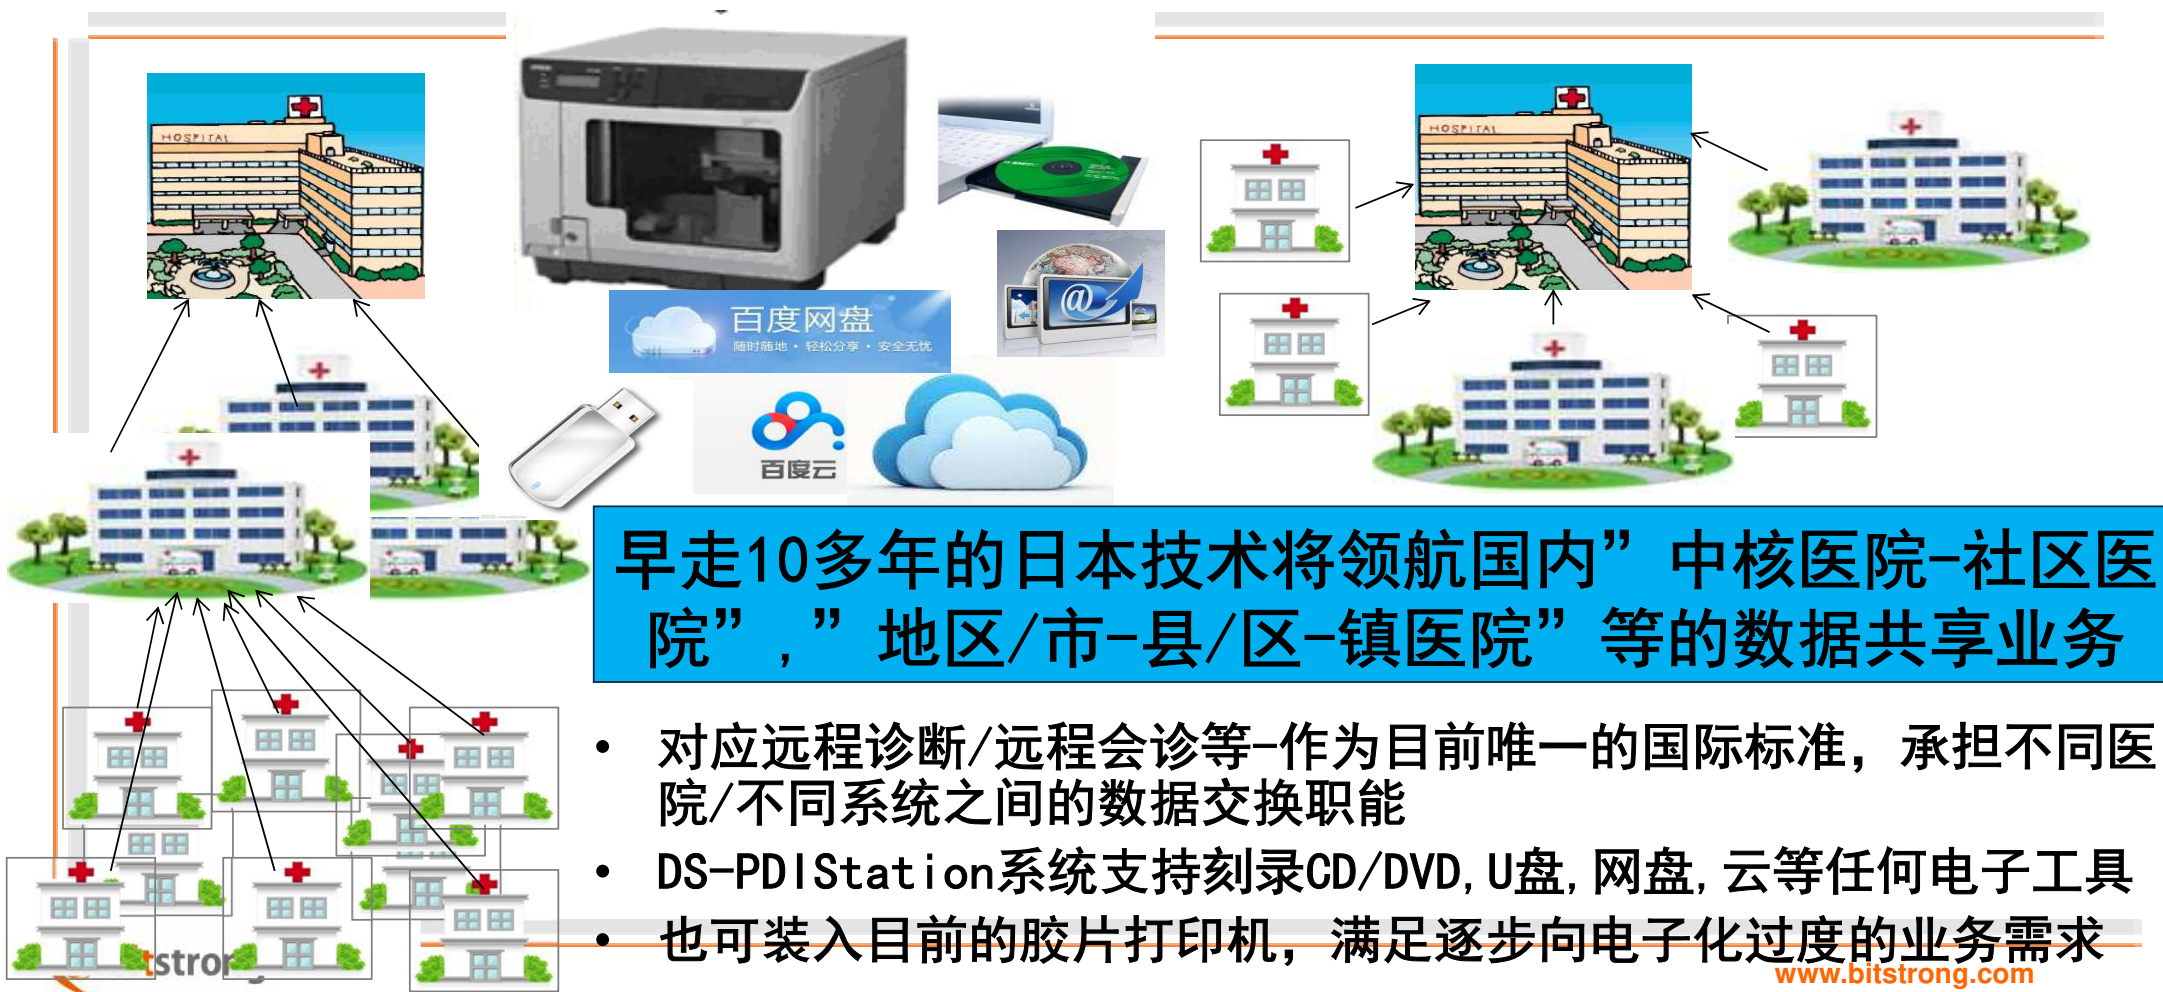 HOSPITAL
HOSPITAL
百度网盘
随时随地・轻松分享・安全无忧
@
百度云
早走10多年的日本技术将领航国内”中核医院-社区医
院”,”地区/市-县/区-镇医院”等的数据共享业务
• 对应远程诊断/远程会诊等-作为目前唯一的国际标准，承担不同医
院/不同系统之间的数据交换职能
• DS-PDIStation系统支持刻录CD/DVD,U盘,网盘,云等任何电子工具
• 也可装入目前的胶片打印机，满足逐步向电子化过度的业务需求
www.bitstrong.com